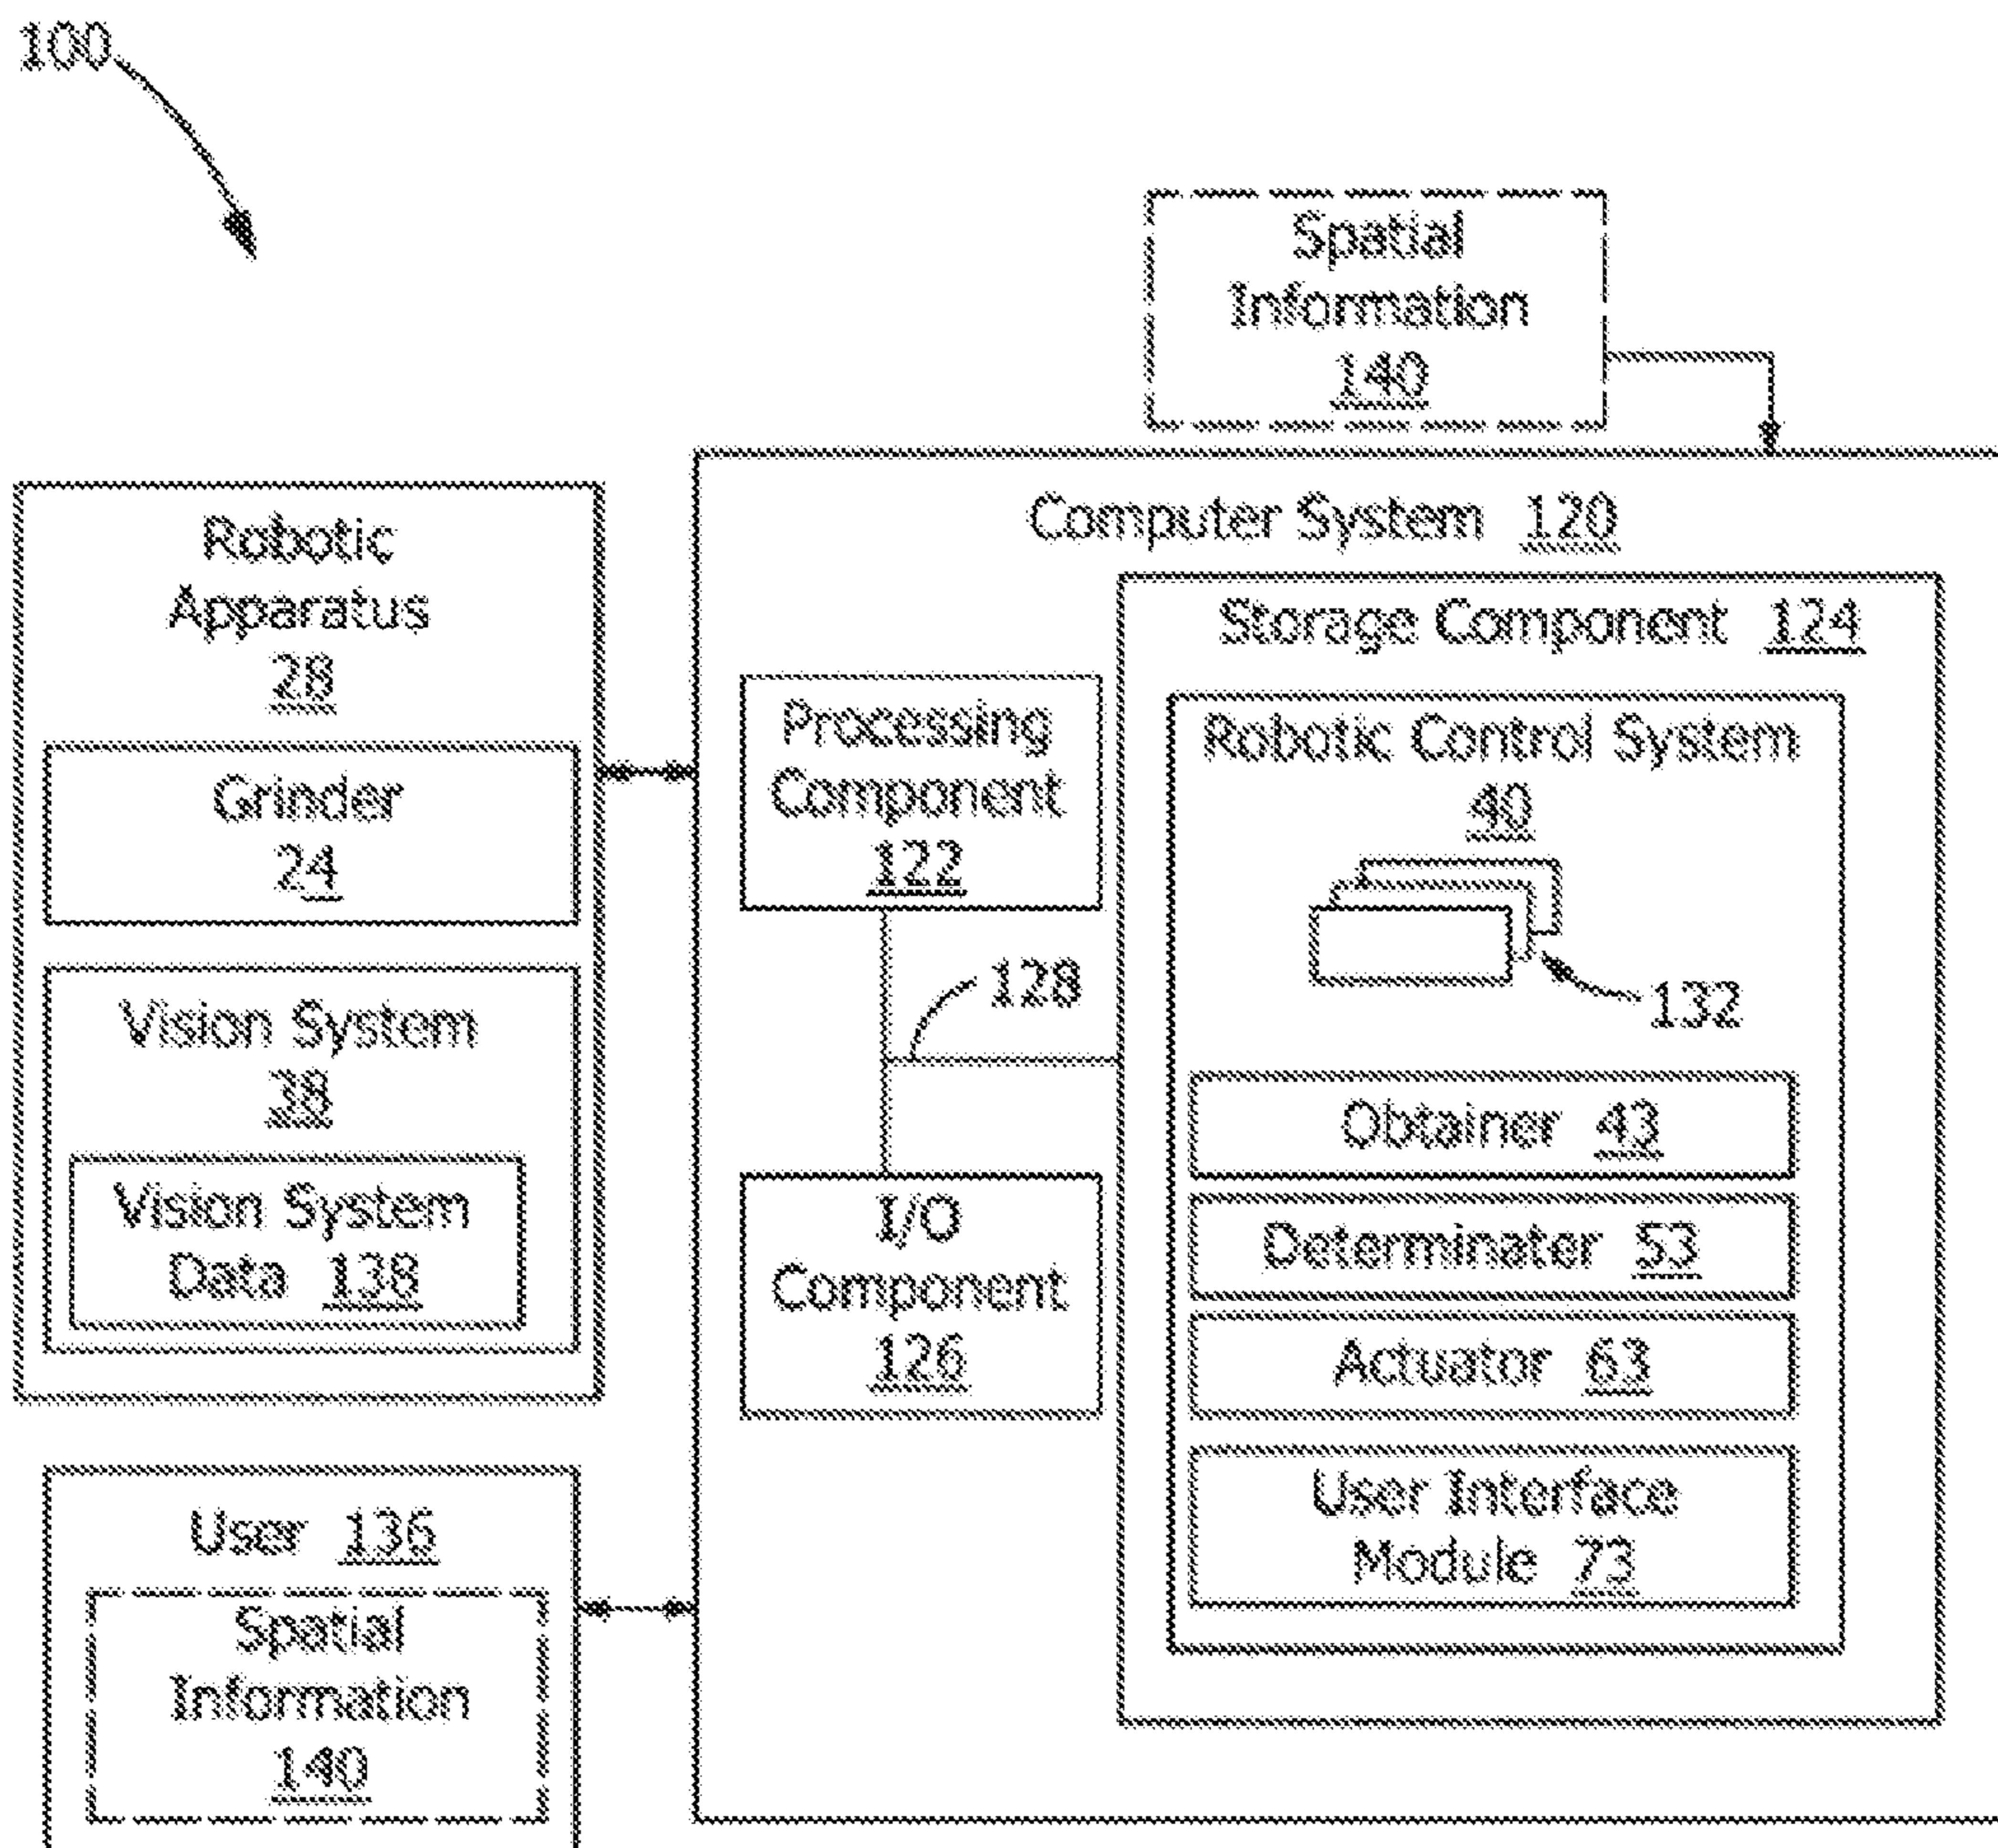 100
Spatial
Information
140
Robotic
Apparatus
28
Grinder
24
Vision System
38
Vision System
Data 138
User 136
Spatial
Information
140
Computer System 120
Processing
Component
122
128
I/O
Component
126
Storage Component 124
Robotic Control System
40
132
Obtainer 43
Determinater 53
Actuator 63
User Interface
Module 73